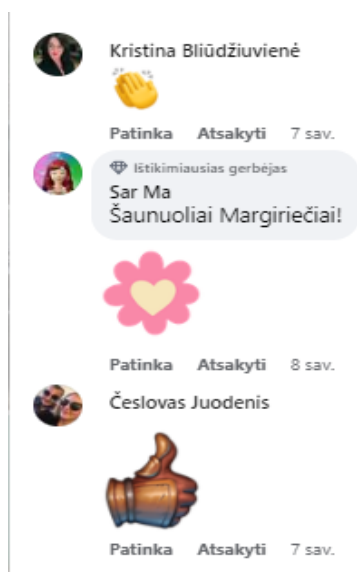 Kristina Bliūdžiuvienė
Patinka Atsakyti 7 sav.
Ištikimiausias gerbėjas
Sar Ma
Šaunuoliai Margiriečiai!
Patinka Atsakyti 8 sav.
Česlovas Juodenis
Patinka Atsakyti 7 sav.